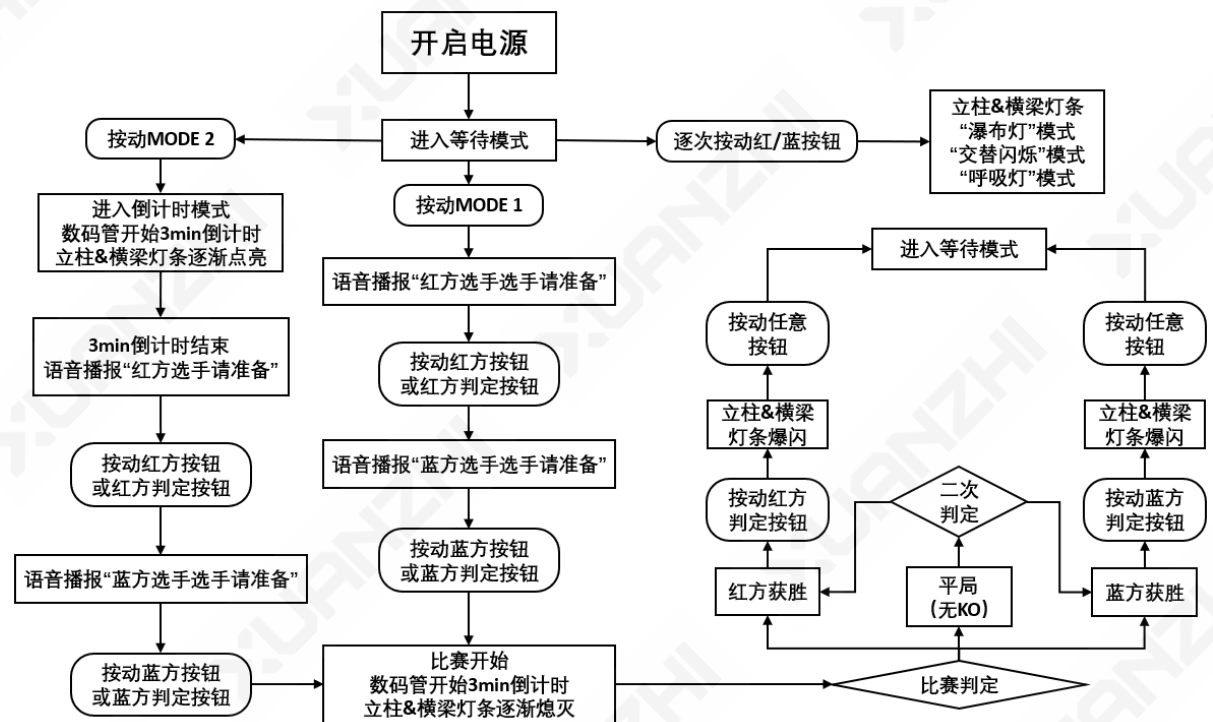 开启电源
按动MODE 2
进入等待模式
逐次按动红/蓝按钮
立柱&横梁灯条
“瀑布灯”模式
“交替闪烁”模式
“呼吸灯”模式
进入倒计时模式
数码管开始3min倒计时
立柱&横梁灯条逐渐点亮
按动MODE 1
进入等待模式
语音播报“红方选手选手请准备”
3min倒计时结束
语音播报“红方选手请准备”
按动红方按钮
或红方判定按钮
按动任意
按钮
按动任意
按钮
立柱&横梁
灯条爆闪
立柱&横梁
灯条爆闪
按动红方按钮
或红方判定按钮
语音播报“蓝方选手选手请准备”
按动红方
判定按钮
二次
判定
按动蓝方
判定按钮
语音播报“蓝方选手选手请准备”
按动蓝方按钮
或蓝方判定按钮
红方获胜
平局
(无KO)
蓝方获胜
按动蓝方按钮
或蓝方判定按钮
比赛开始
数码管开始3min倒计时
立柱&横梁灯条逐渐熄灭
比赛判定
XUANZHI
XUANZHI
XUANZHI
XUANZHI
XUANZHI
XUANZHI